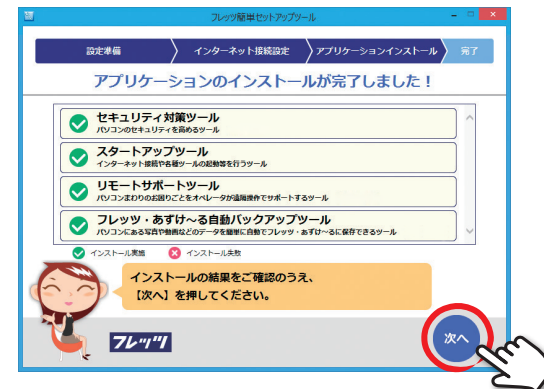 フレッツ簡単セットアップツール
設定準備 インターネット接続設定 アプリケーションインストール 完了
アプリケーションのインストールが完了しました！
セキュリティ対策ツール
パソコンのセキュリティを高めるツール
スタートアップツール
インターネット接続や各種ツールの起動等を行うツール
リモートサポートツール
パソコンまわりのお困りごとをオペレータが遠隔操作でサポートするツール
フレッツ・あずけ～る自動バックアップツール
パソコンにある写真や動画などのデータを簡単に自動でフレッツ・あずけ～るに保存できるツール
インストール実施 インストール失敗
インストールの結果をご確認のうえ、
【次へ】を押してください。
フレッツ
次へ